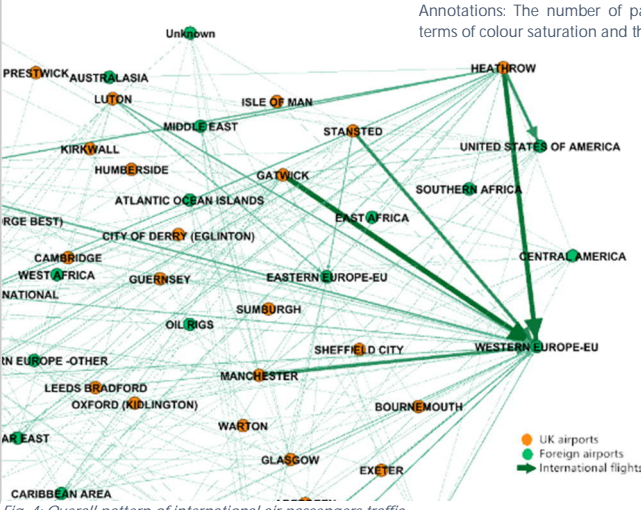 Annotations: The number of pa
terms of colour saturation and th
Unknown
HEATHROW
PRESTWICK
AUSTRALASIA
LUTON
ISLE OF MAN
MIDDLE EAST
STANSTED
KIRKWALL
UNITED STATES OF AMERICA
HUMBERSIDE
GATWICK
SOUTHERN AFRICA
ATLANTIC OCEAN ISLANDS
RGE BEST)
EAST AFRICA
CITY OF DERRY (EGLINTON)
CAMBRIDGE
CENTRAL AMERICA
WEST AFRICA
GUERNSEY
EASTERN EUROPE-EU
NATIONAL
SUMBURGH
OIL RIGS
SHEFFIELD CITY
WESTERN EUROPE-EU
RN EUROPE -OTHER
MANCHESTER
LEEDS BRADFORD
OXFORD (KIDLINGTON)
BOURNEMOUTH
WARTON
AR EAST
UK airports
Foreign airports
GLASGOW
EXETER
International flights
CARIBBEAN AREA
Fig. 4: Overall pattern of international air passengers traffic